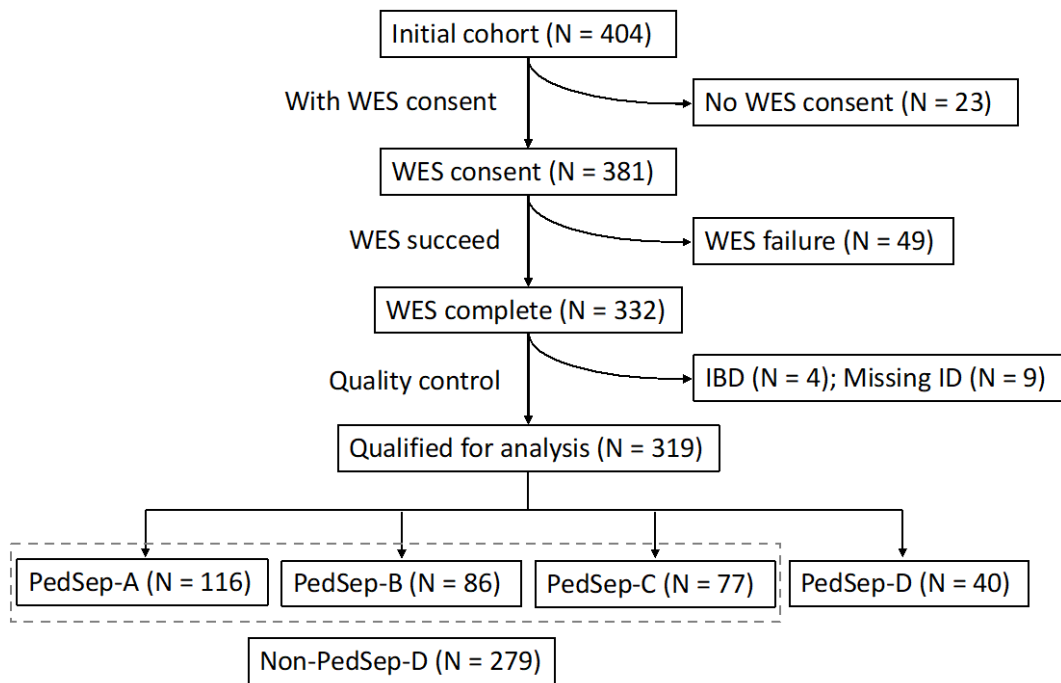 Initial cohort (N = 404)
With WES consent
No WES consent (N = 23)
WES consent (N = 381)
WES succeed
WES failure (N = 49)
WES complete (N = 332)
Quality control
IBD (N = 4); Missing ID (N = 9)
Qualified for analysis (N = 319)
PedSep-A (N = 116)
PedSep-B (N = 86)
PedSep-C (N = 77)
PedSep-D (N = 40)
Non-PedSep-D (N = 279)